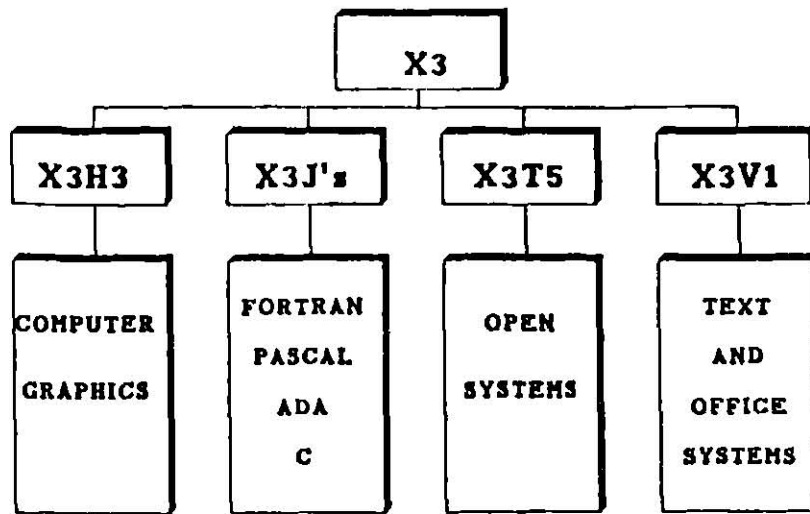 X3
X3H3
X3J's
X3T5
X3V1
COMPUTER
GRAPHICS
FORTRAN
PASCAL
ADA
C
OPEN
SYSTEMS
TEXT
AND
OFFICE
SYSTEMS